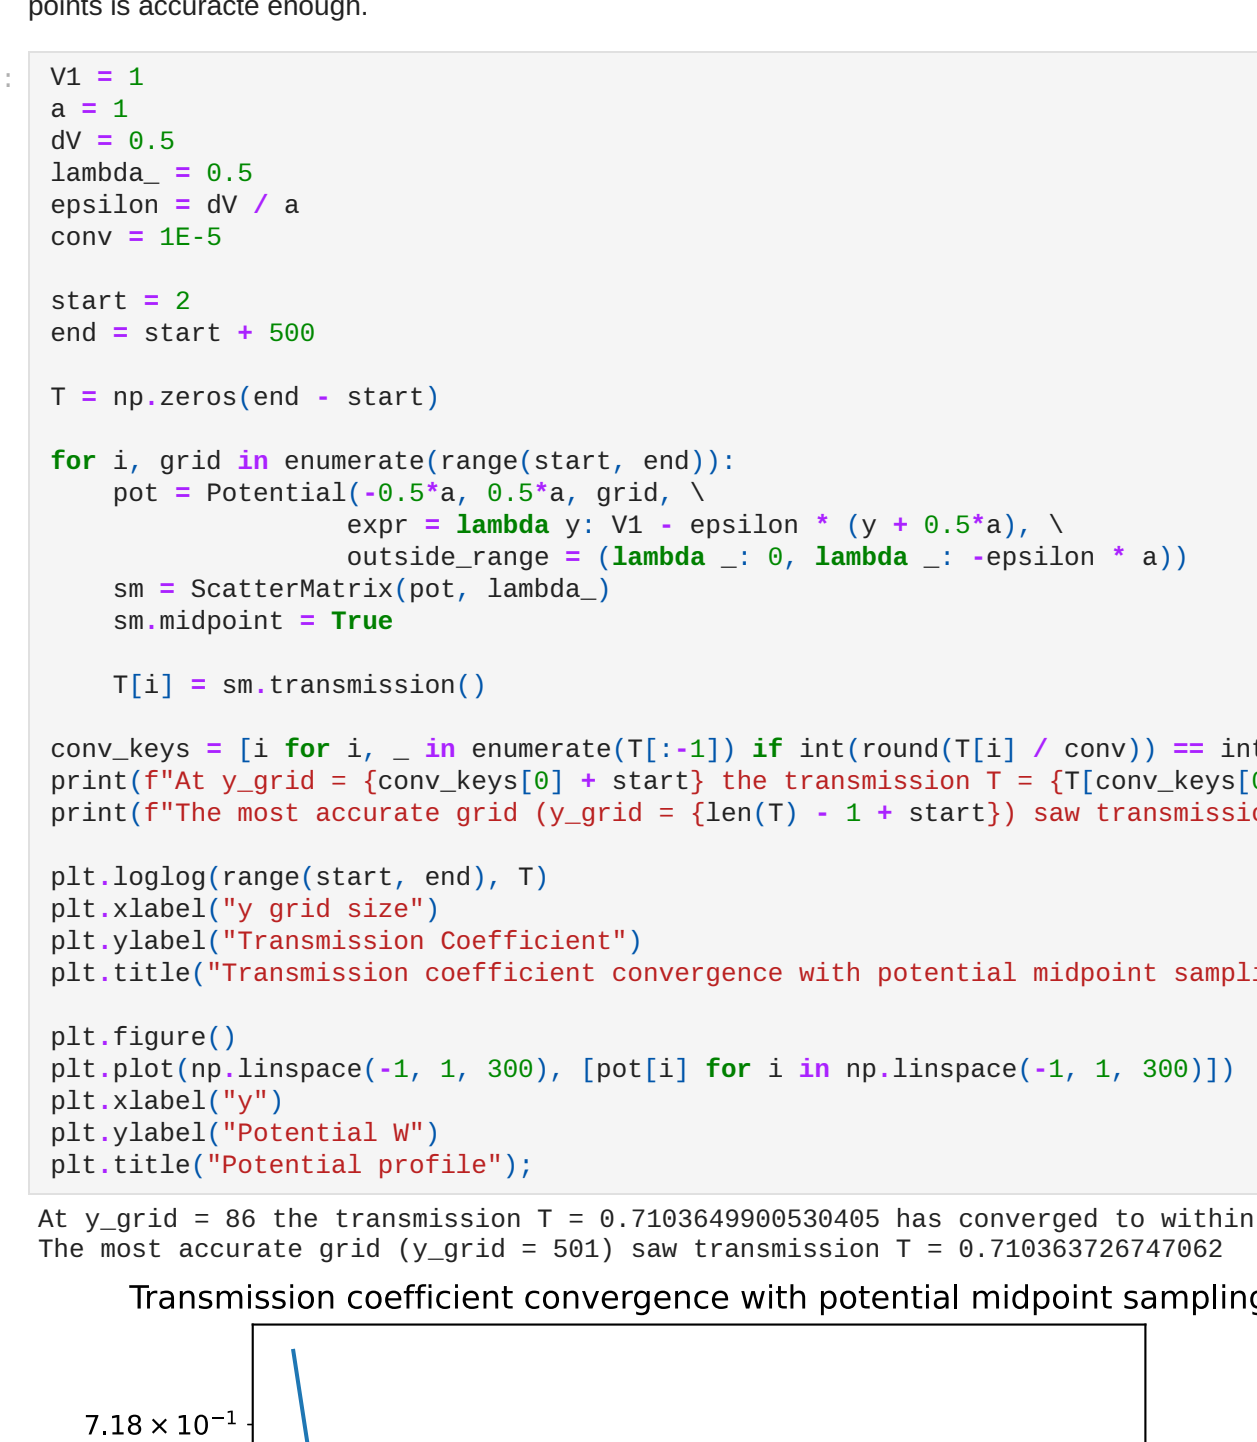 points is accuracte enough.
:
V1 = 1
a = 1
dV = 0.5
lambda_ = 0.5
epsilon = dV / a
conv = 1E-5
start = 2
end = start + 500
T = np.zeros(end - start)
for i, grid in enumerate(range(start, end)):
    pot = Potential(-0.5*a, 0.5*a, grid, \
                   expr = lambda y: V1 - epsilon * (y + 0.5*a), \
                   outside_range = (lambda _: 0, lambda _: -epsilon * a))
    sm = ScatterMatrix(pot, lambda_)
    sm.midpoint = True
    T[i] = sm.transmission()
conv_keys = [i for i, _ in enumerate(T[:-1]) if int(round(T[i] / conv)) == int
print(f"At y_grid = {conv_keys[0] + start} the transmission T = {T[conv_keys[0
print(f"The most accurate grid (y_grid = {len(T) - 1 + start}) saw transmissio
plt.loglog(range(start, end), T)
plt.xlabel("y grid size")
plt.ylabel("Transmission Coefficient")
plt.title("Transmission coefficient convergence with potential midpoint sampli
plt.figure()
plt.plot(np.linspace(-1, 1, 300), [pot[i] for i in np.linspace(-1, 1, 300)])
plt.xlabel("y")
plt.ylabel("Potential W")
plt.title("Potential profile");
At y_grid = 86 the transmission T = 0.7103649900530405 has converged to within
The most accurate grid (y_grid = 501) saw transmission T = 0.710363726747062
Transmission coefficient convergence with potential midpoint sampling
7.18 × 10⁻¹